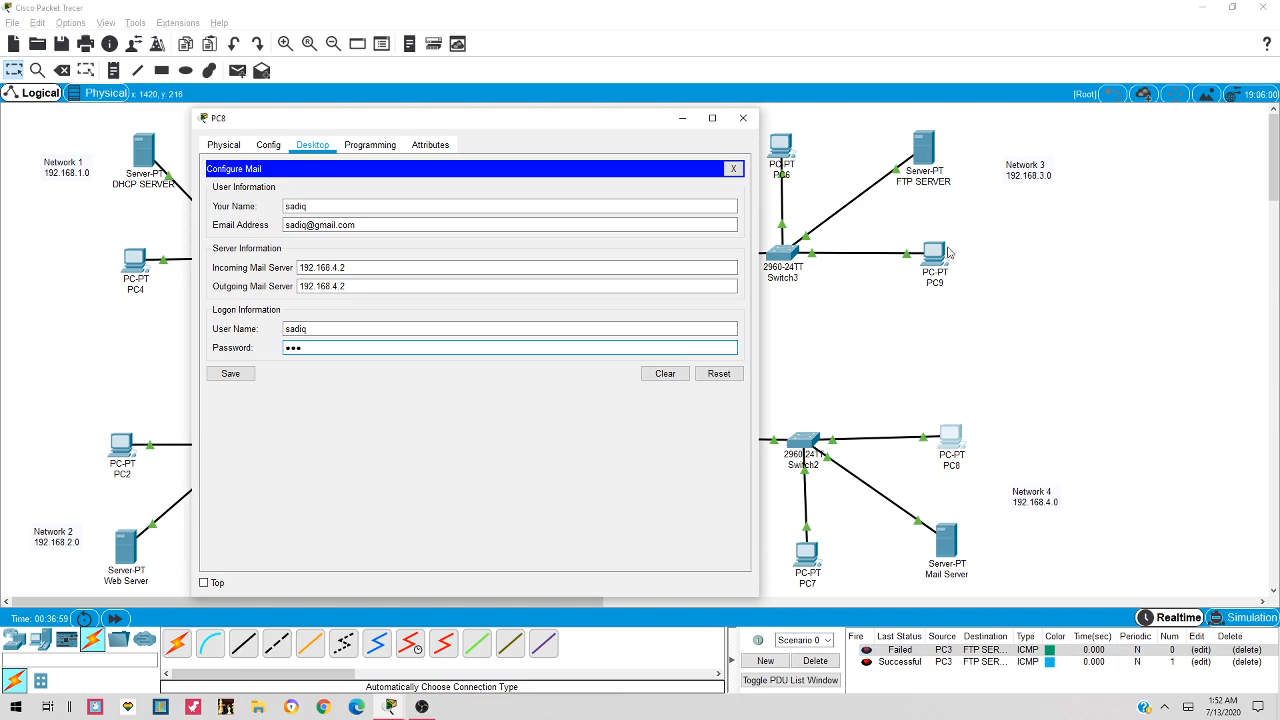 Cisco Packet Tracer
File Edit Options View Tools Extensions Help
Logical Physical x: 1420, y: 216 [Root] 19:06:00
PC8
Physical Config Desktop Programming Attributes
Configure Mail X
User Information
Your Name: sadiq
Email Address sadiq@gmail.com
Server Information
Incoming Mail Server 192.168.4.2
Outgoing Mail Server 192.168.4.2
Logon Information
User Name: sadiq
Password: •••
Save Clear Reset
Top
Network 1
192.168.1.0
Server-PT
DHCP SERVER
PC-PT
PC4
PC-PT
PC2
Network 2
192.168.2.0
Server-PT
Web Server
PC-PT
PC6
Server-PT
FTP SERVER
Network 3
192.168.3.0
2960-24TT
Switch3
PC-PT
PC9
2960-24TT
Switch2
PC-PT
PC8
Network 4
192.168.4.0
PC-PT
PC7
Server-PT
Mail Server
Time: 00:36:59 Realtime Simulation
Scenario 0
New Delete
Toggle PDU List Window
Fire Last Status Source Destination Type Color Time(sec) Periodic Num Edit Delete
Failed PC3 FTP SER... ICMP 0.000 N 0 (edit) (delete)
Successful PC3 FTP SER... ICMP 0.000 N 1 (edit) (delete)
Automatically Choose Connection Type
1:52 AM
7/13/2020